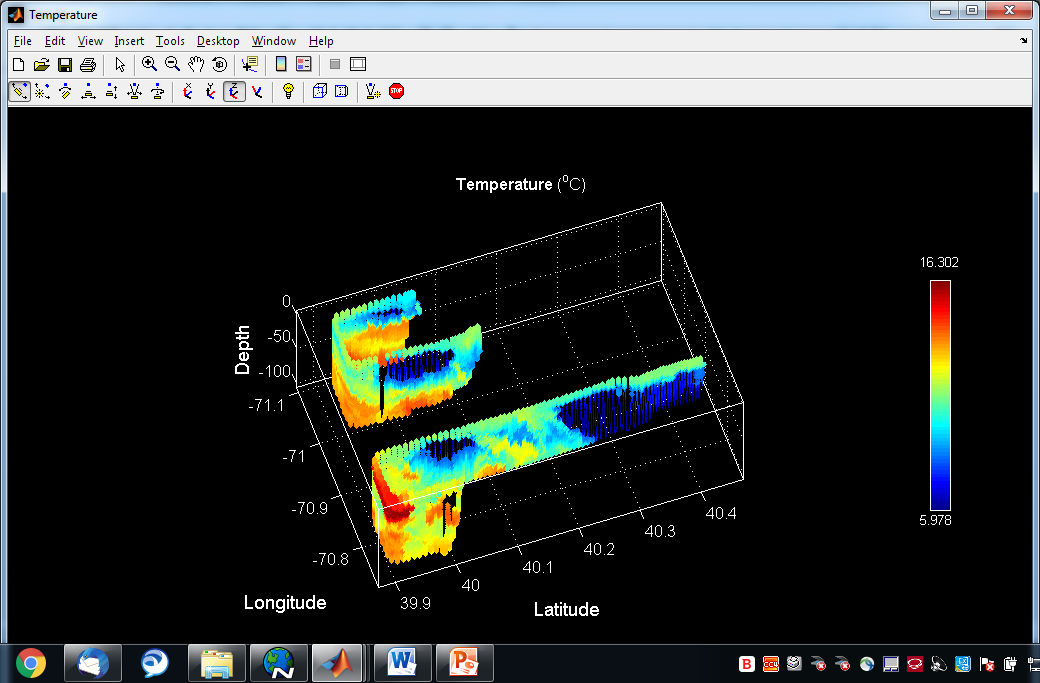 Temperature
File Edit View Insert Tools Desktop Window Help
STOP
Temperature (⁰C)
16.302
5.978
Depth
0
-50
-100
-71.1
-71
-70.9
-70.8
Longitude
39.9
40
40.1
40.2
40.3
40.4
Latitude
N
W
P
B